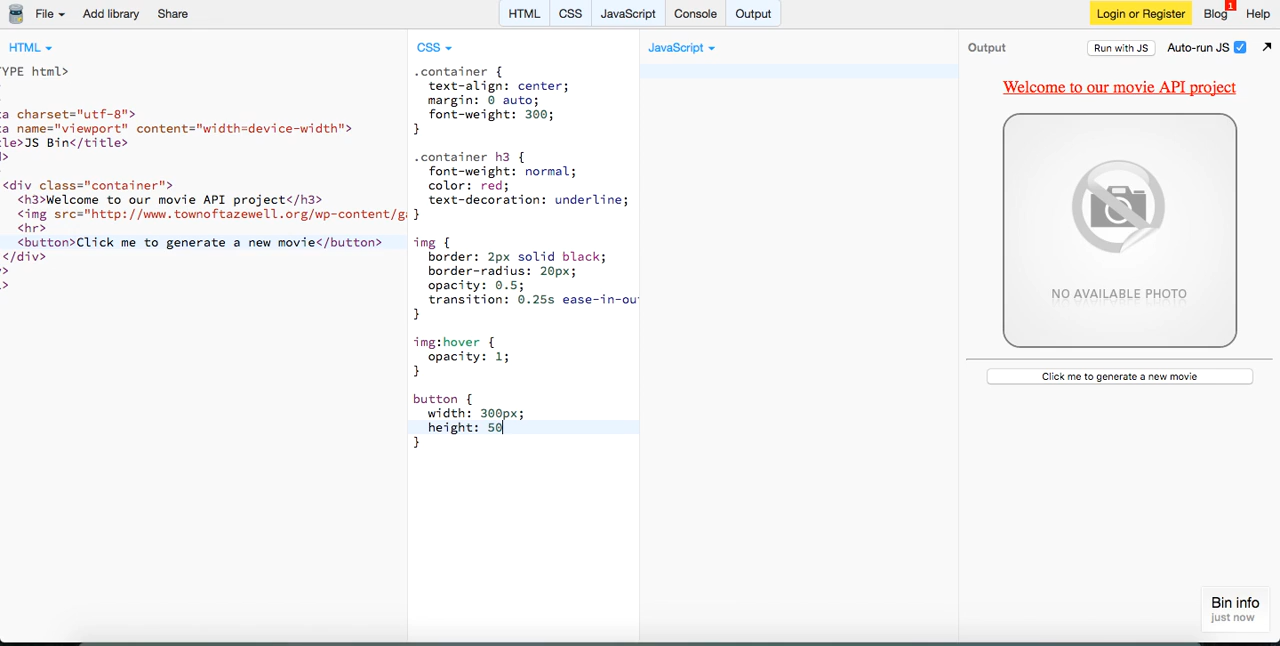 File Add library Share HTML CSS JavaScript Console Output Login or Register Blog 1 Help
HTML
TYPE html>
a charset="utf-8">
a name="viewport" content="width=device-width">
le>JS Bin</title>
>
<div class="container">
<h3>Welcome to our movie API project</h3>
<img src="http://www.townoftazewell.org/wp-content/ga
<hr>
<button>Click me to generate a new movie</button>
</div>
>
>
CSS
.container {
text-align: center;
margin: 0 auto;
font-weight: 300;
}
.container h3 {
font-weight: normal;
color: red;
text-decoration: underline;
}
img {
border: 2px solid black;
border-radius: 20px;
opacity: 0.5;
transition: 0.25s ease-in-ou
}
img:hover {
opacity: 1;
}
button {
width: 300px;
height: 50
}
JavaScript
Output Run with JS Auto-run JS
Welcome to our movie API project
NO AVAILABLE PHOTO
Click me to generate a new movie
Bin info
just now